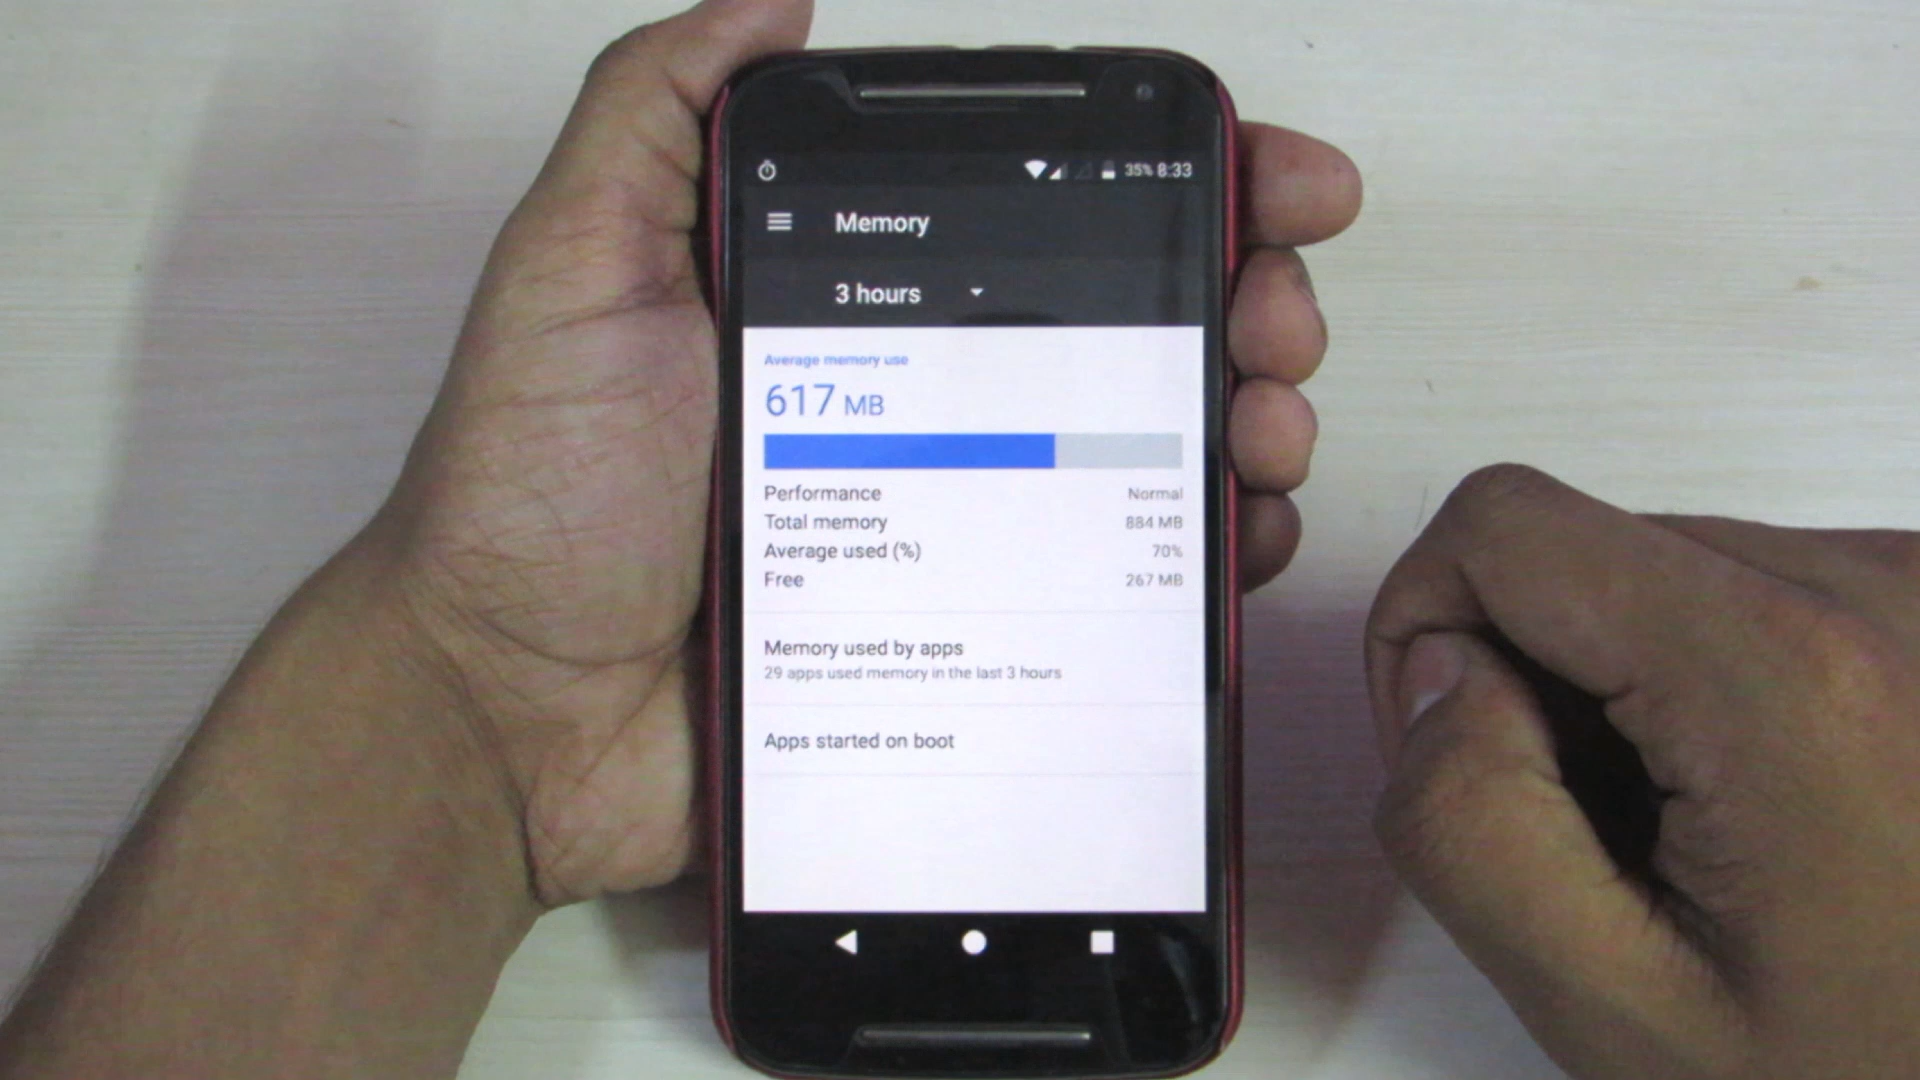 35% 8:33
Memory
3 hours
Average memory use
617 MB
Performance Normal
Total memory 884 MB
Average used (%) 70%
Free 267 MB
Memory used by apps
29 apps used memory in the last 3 hours
Apps started on boot